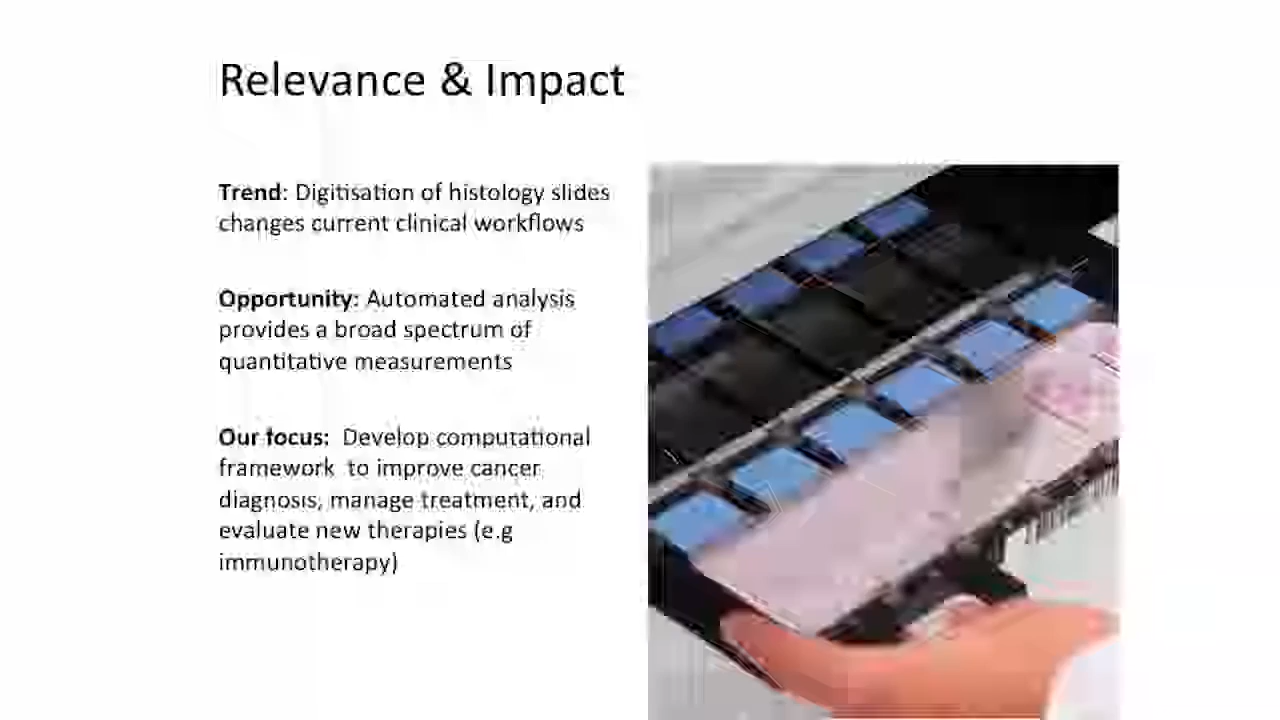 Relevance & Impact
Trend: Digitisation of histology slides
changes current clinical workflows
Opportunity: Automated analysis
provides a broad spectrum of
quantitative measurements
Our focus: Develop computational
framework to improve cancer
diagnosis, manage treatment, and
evaluate new therapies (e.g
immunotherapy)